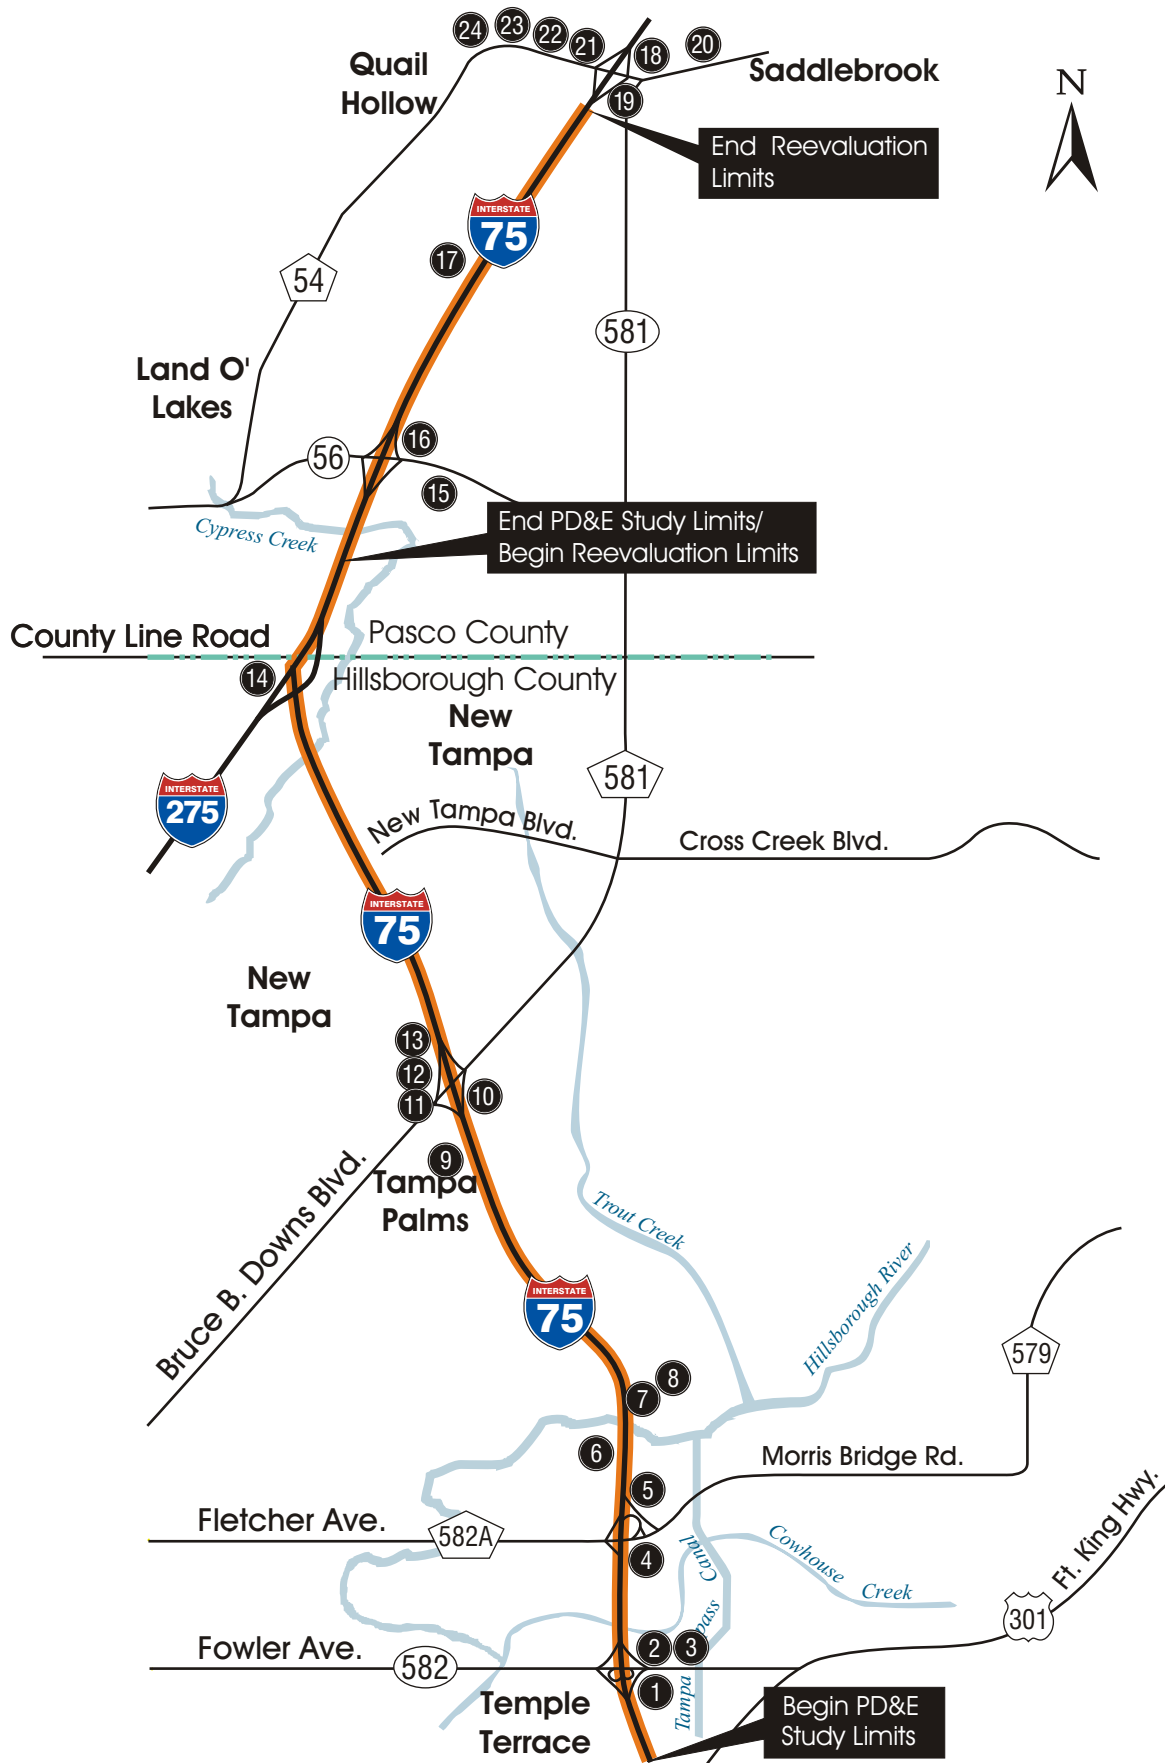 24
23
22
21
18
20
Quail
Hollow
Saddlebrook
19
N
End Reevaluation
Limits
INTERSTATE
75
17
54
581
Land O'
Lakes
16
56
15
End PD&E Study Limits/
Begin Reevaluation Limits
Cypress Creek
County Line Road
Pasco County
14
Hillsborough County
New
Tampa
581
INTERSTATE
275
New Tampa Blvd.
Cross Creek Blvd.
INTERSTATE
75
New
Tampa
13
12
11
10
9
Tampa
Palms
Bruce B. Downs Blvd.
Trout Creek
Hillsborough River
INTERSTATE
75
579
8
7
6
Morris Bridge Rd.
5
Fletcher Ave.
582A
4
Cowhouse
Creek
Ft. King Hwy.
301
Tampa
pass
Canal
Fowler Ave.
582
2
3
1
Temple
Terrace
Begin PD&E
Study Limits